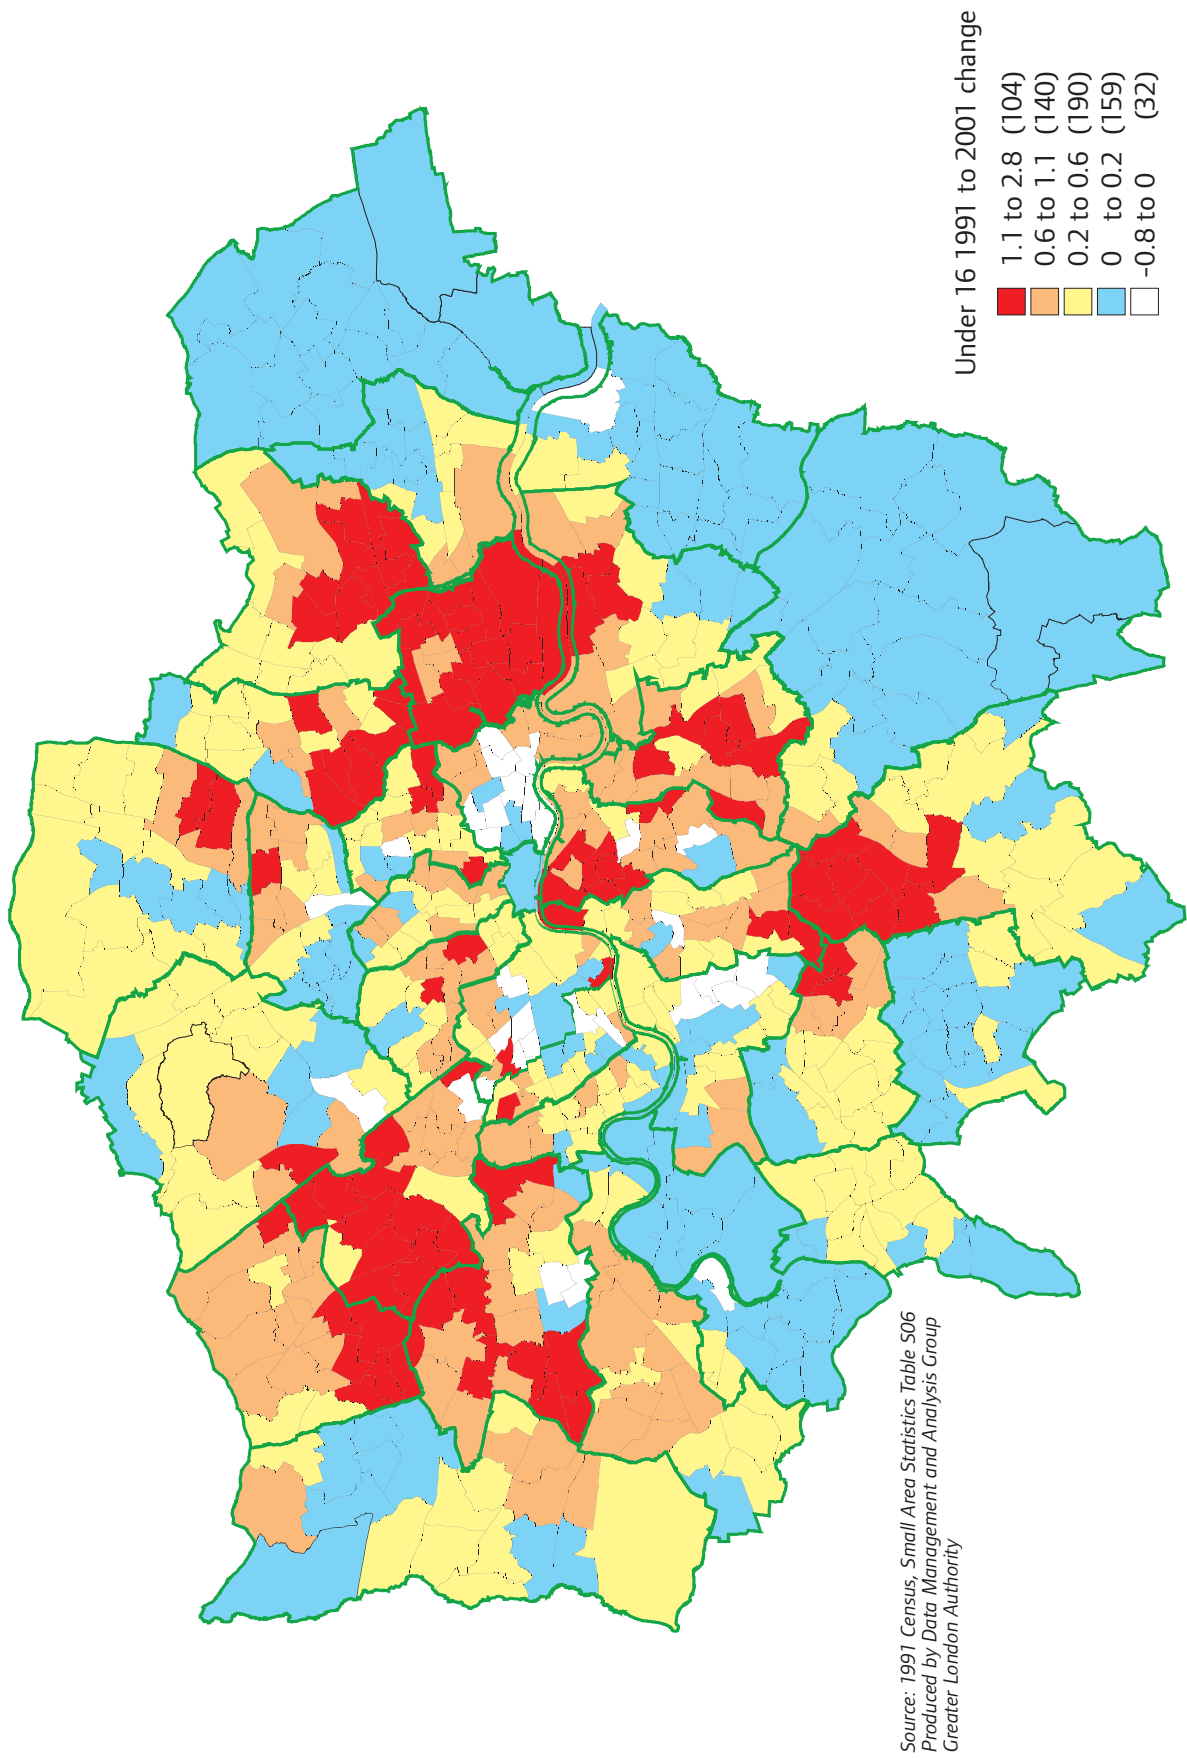 Under 16 1991 to 2001 change
1.1 to 2.8 (104)
0.6 to 1.1 (140)
0.2 to 0.6 (190)
0 to 0.2 (159)
-0.8 to 0 (32)
Source: 1991 Census, Small Area Statistics Table S06
Produced by Data Management and Analysis Group
Greater London Authority